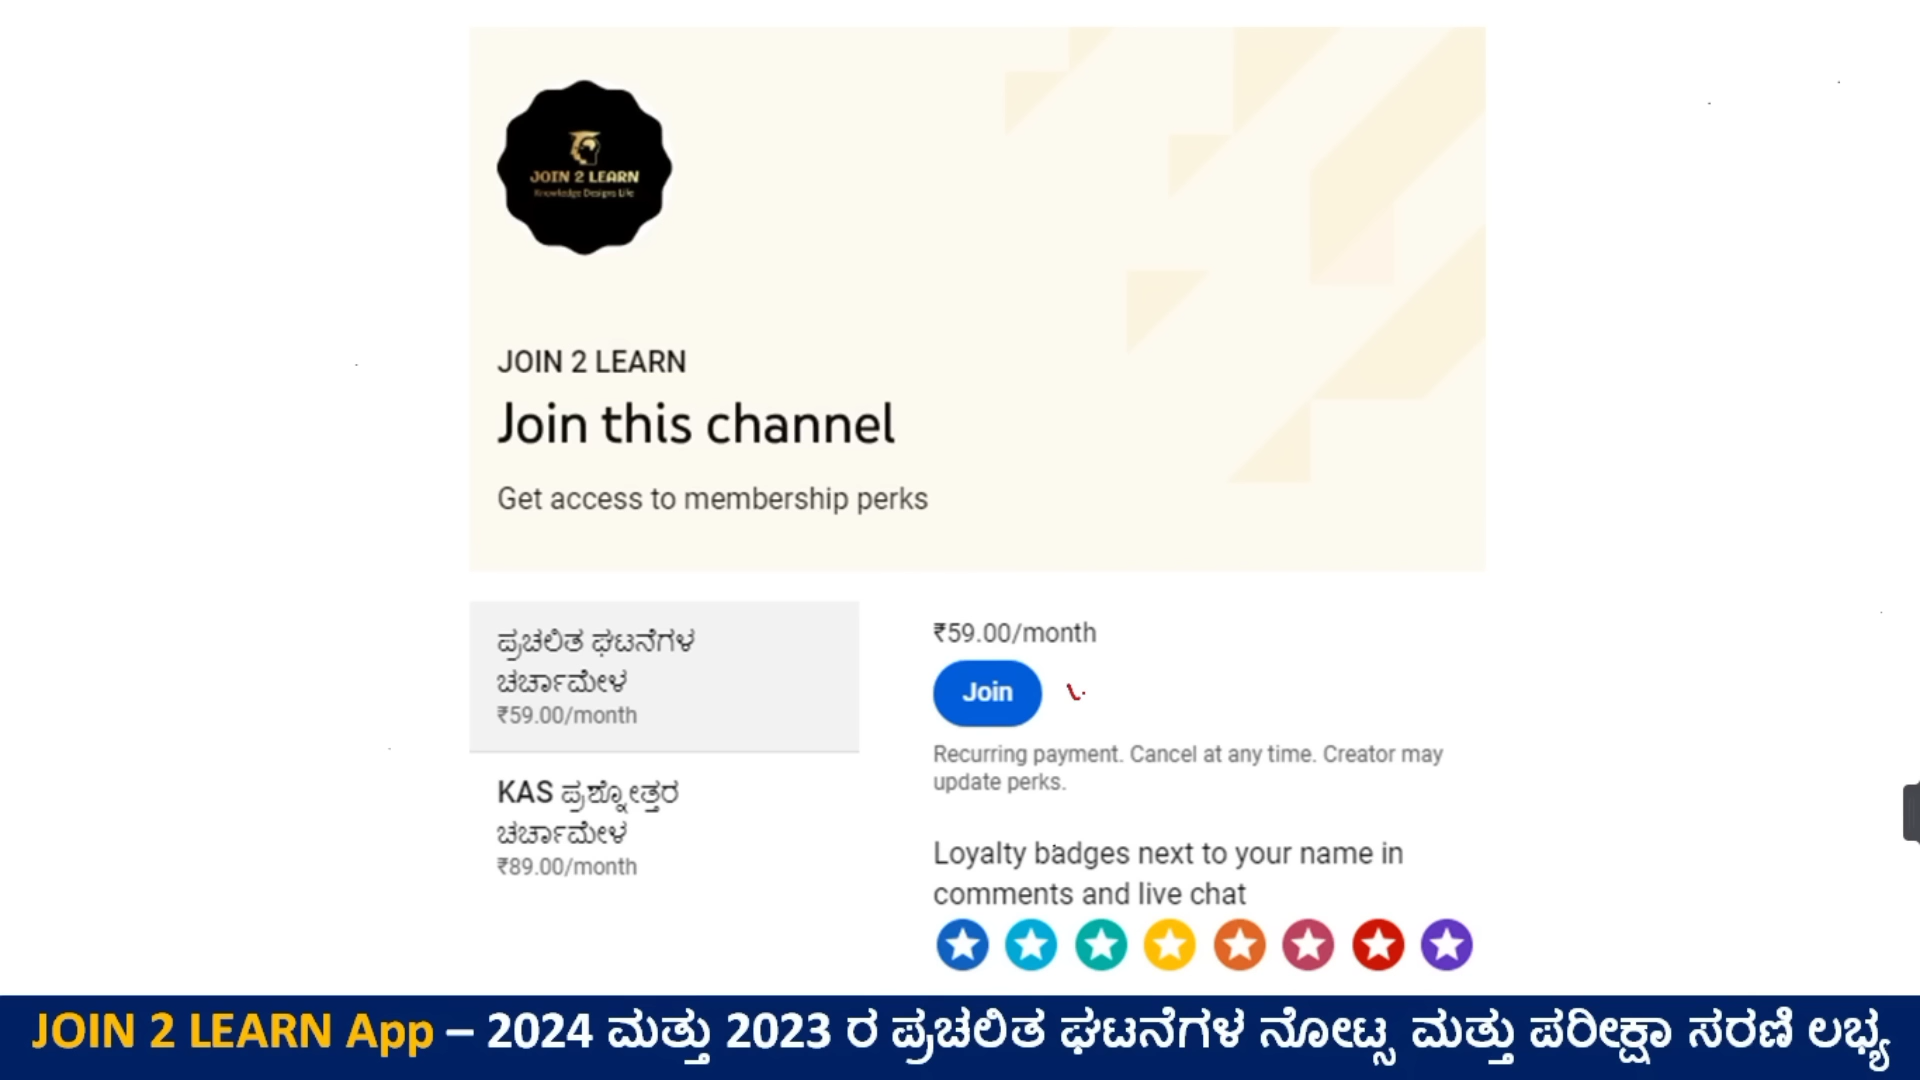 JOIN 2 LEARN
Knowledge Designs Life
JOIN 2 LEARN
Join this channel
Get access to membership perks
ಪ್ರಚಲಿತ ಘಟನೆಗಳ
ಚರ್ಚಾಮೇಳ
₹59.00/month
KAS ಪ್ರಶ್ನೋತ್ತರ
ಚರ್ಚಾಮೇಳ
₹89.00/month
₹59.00/month
Join
Recurring payment. Cancel at any time. Creator may
update perks.
Loyalty badges next to your name in
comments and live chat
JOIN 2 LEARN App – 2024 ಮತ್ತು 2023 ರ ಪ್ರಚಲಿತ ಘಟನೆಗಳ ನೋಟ್ಸ ಮತ್ತು ಪರೀಕ್ಷಾ ಸರಣಿ ಲಭ್ಯ